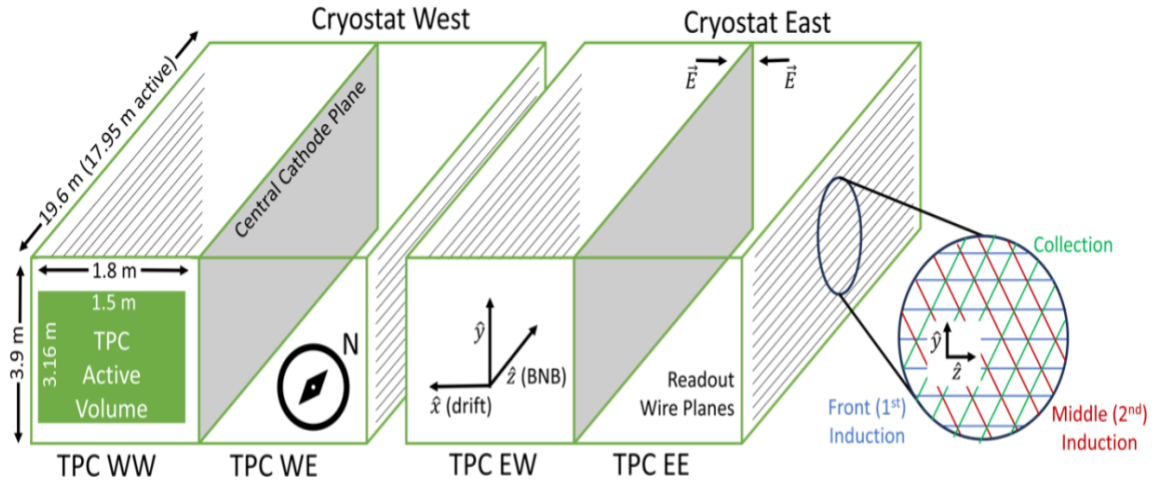 Cryostat West
Cryostat East
19.6 m (17.95 m active)
Central Cathode Plane
E⃗
E⃗
1.8 m
1.5 m
3.16 m
TPC
Active
Volume
3.9 m
N
ŷ
ẑ (BNB)
x̂ (drift)
Readout
Wire Planes
Collection
ŷ
ẑ
Front (1st)
Induction
Middle (2nd)
Induction
TPC WW
TPC WE
TPC EW
TPC EE